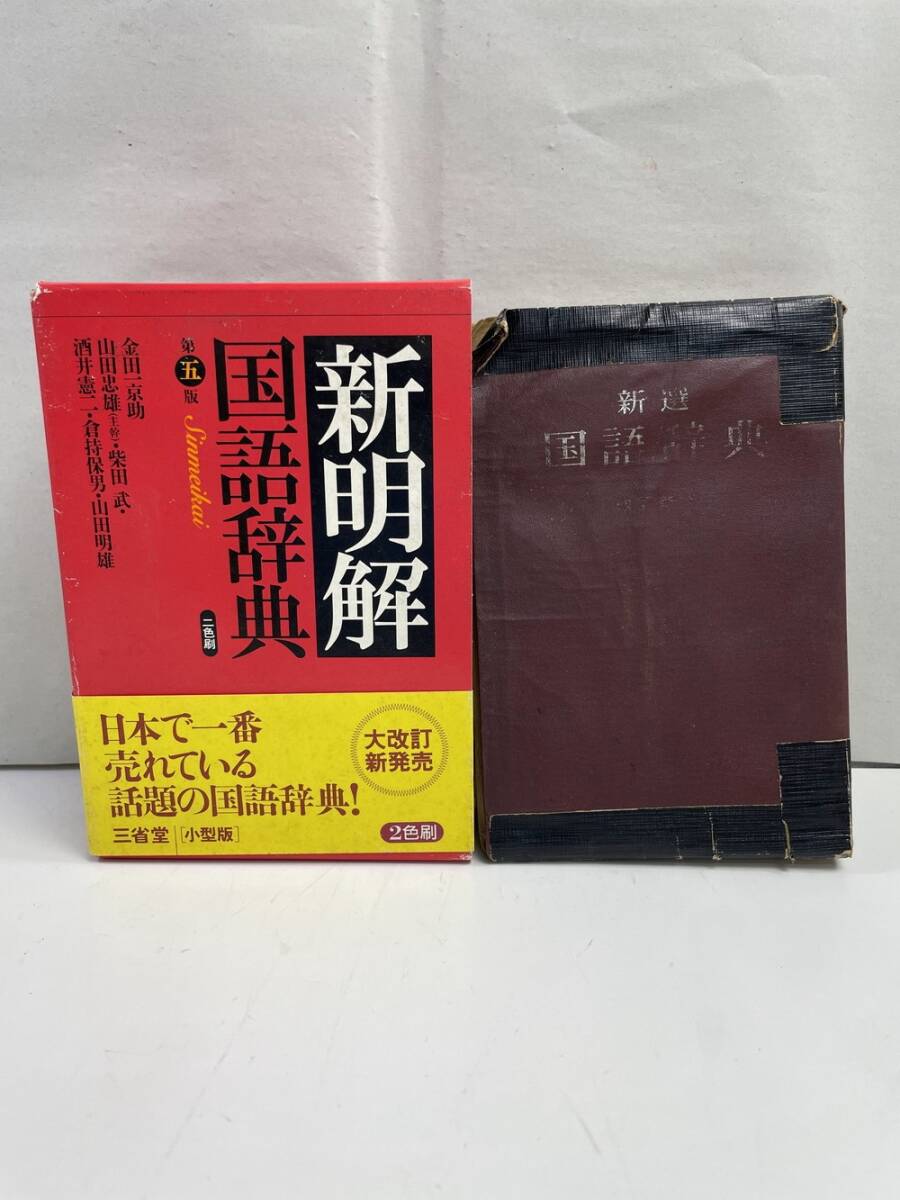 新明解
国語辞典
第五版
Sinmeikai
二色刷
金田一京助
山田忠雄(主幹)・柴田 武・
酒井憲二・倉持保男・山田明雄
日本で一番
売れている
話題の国語辞典!
大改訂
新発売
三省堂[小型版]
2色刷
新選
国語辞典